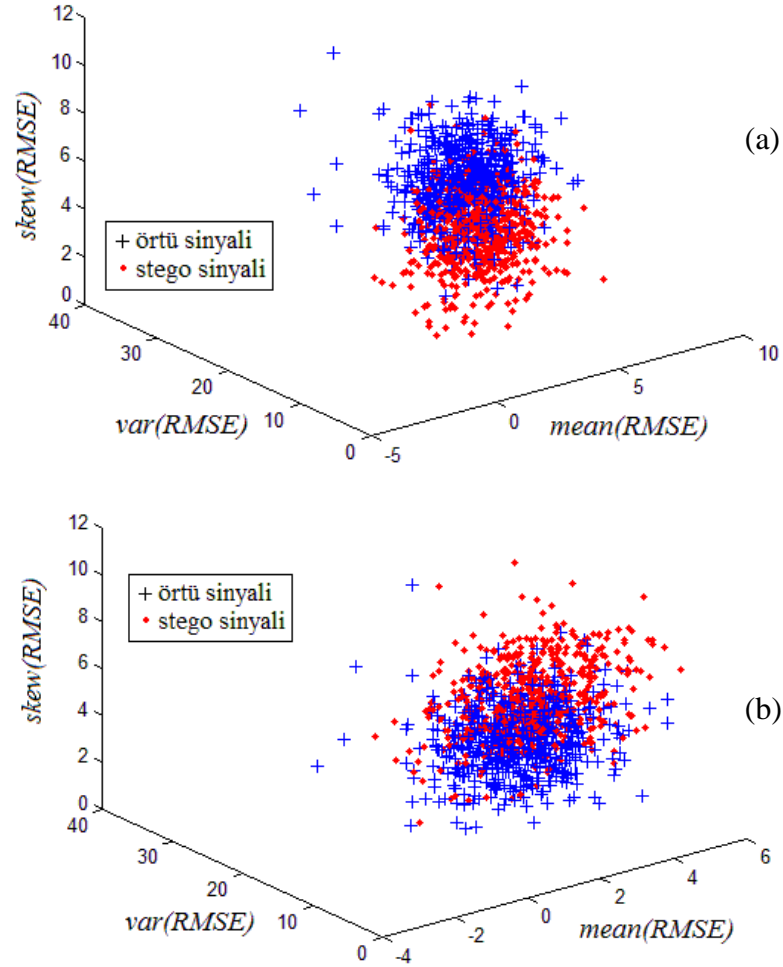 12
10
8
6
4
2
0
skew(RMSE)
(a)
+ örtü sinyali
• stego sinyali
40
30
20
10
0
var(RMSE)
-5
0
5
10
mean(RMSE)
12
10
8
6
4
2
0
skew(RMSE)
+ örtü sinyali
• stego sinyali
(b)
40
30
20
10
0
var(RMSE)
-4
-2
0
2
4
6
mean(RMSE)